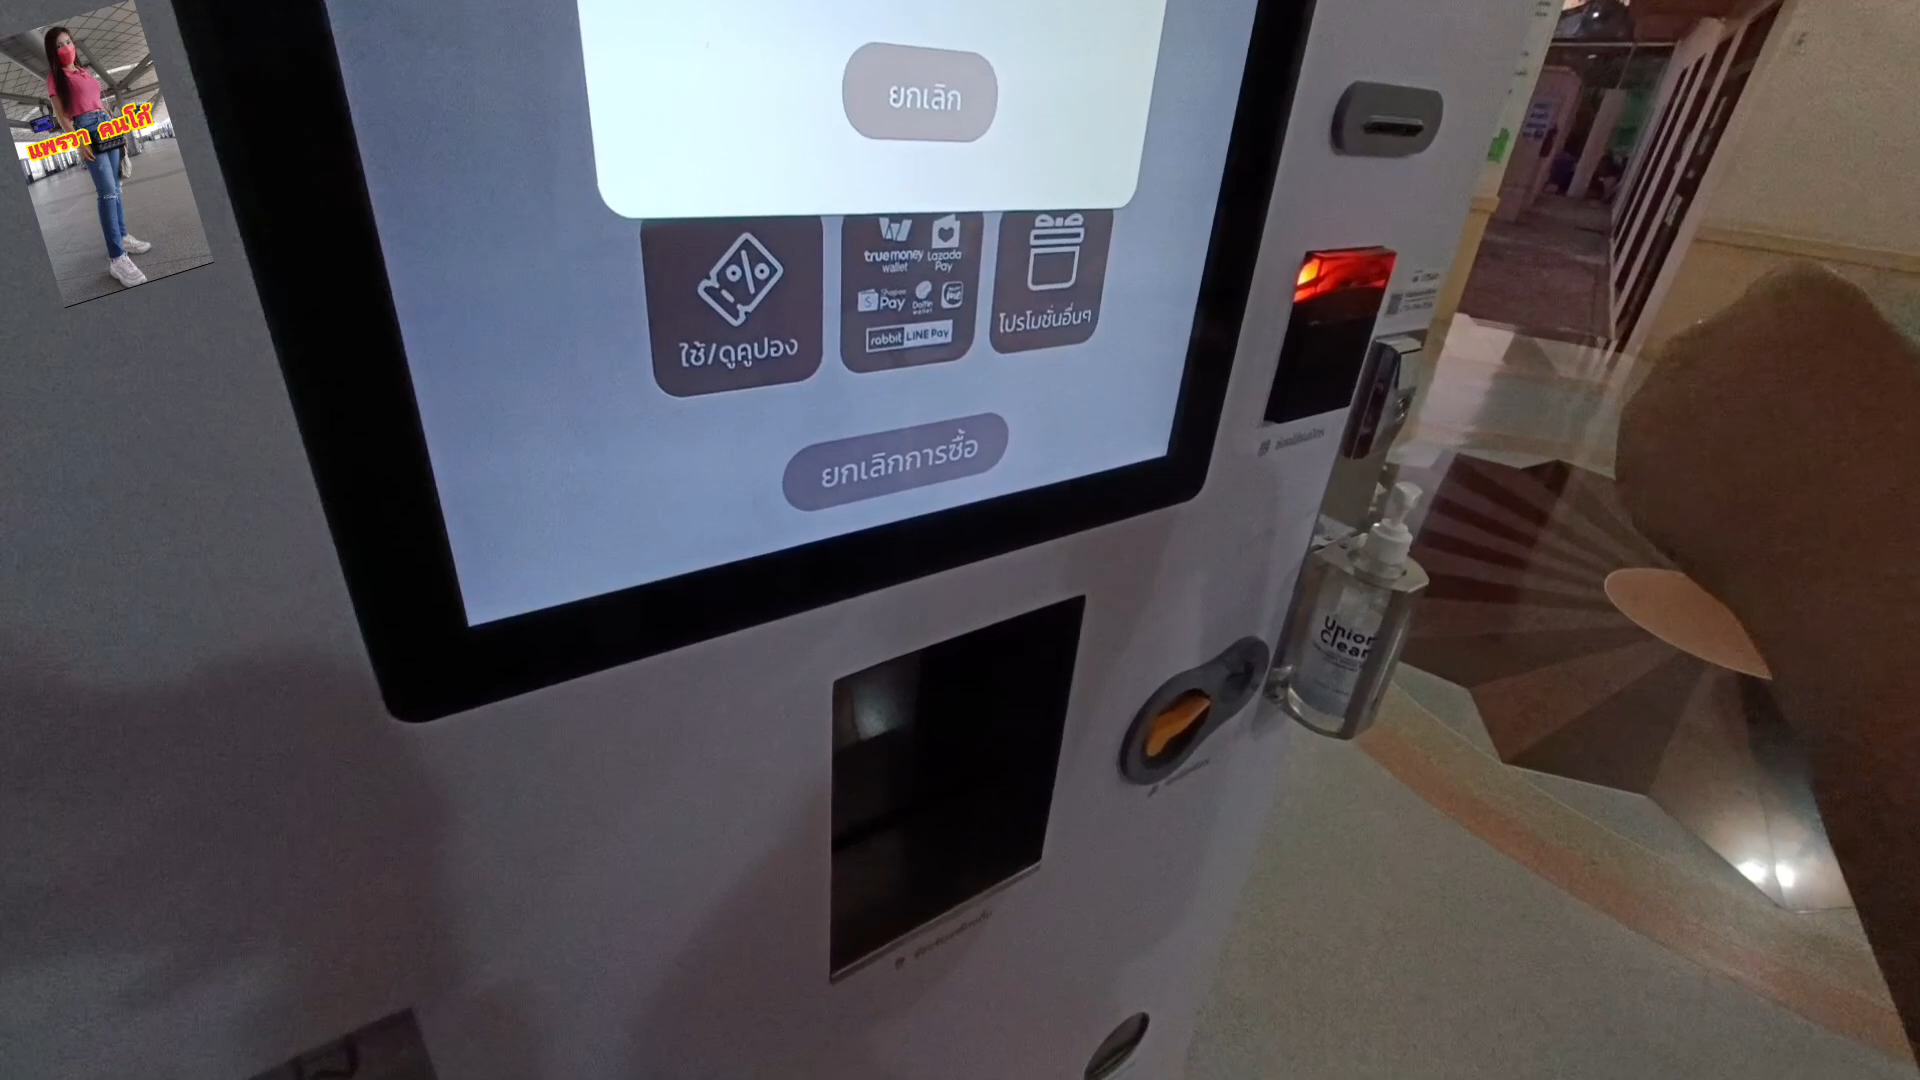 แพรวา คนโก้
ยกเลิก
ใช้/ดูคูปอง
truemoney
wallet
Lazada
Pay
Shopee
Pay
Dolfin
wallet
rabbit LINE Pay
โปรโมชั่นอื่นๆ
ยกเลิกการซื้อ
Union
Clean